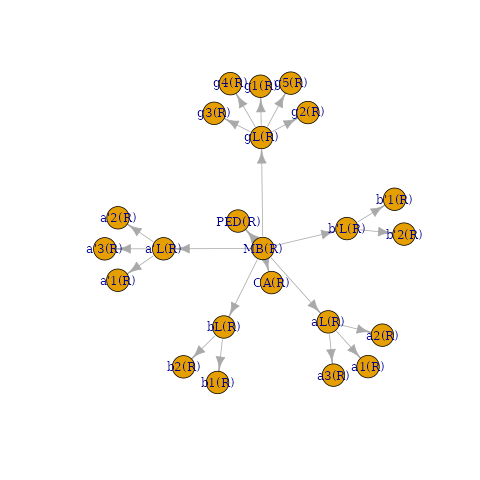 g4(R)
g1(R)
g5(R)
g3(R)
g2(R)
gL(R)
b'1(R)
a'2(R)
PED(R)
b'L(R)
b'2(R)
a'3(R)
a'L(R)
MB(R)
a'1(R)
CA(R)
bL(R)
aL(R)
a2(R)
b2(R)
a1(R)
b1(R)
a3(R)